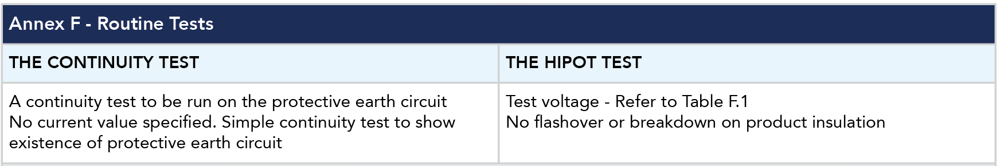 Annex F - Routine Tests
THE CONTINUITY TEST
THE HIPOT TEST
A continuity test to be run on the protective earth circuit
No current value specified. Simple continuity test to show
existence of protective earth circuit
Test voltage - Refer to Table F.1
No flashover or breakdown on product insulation